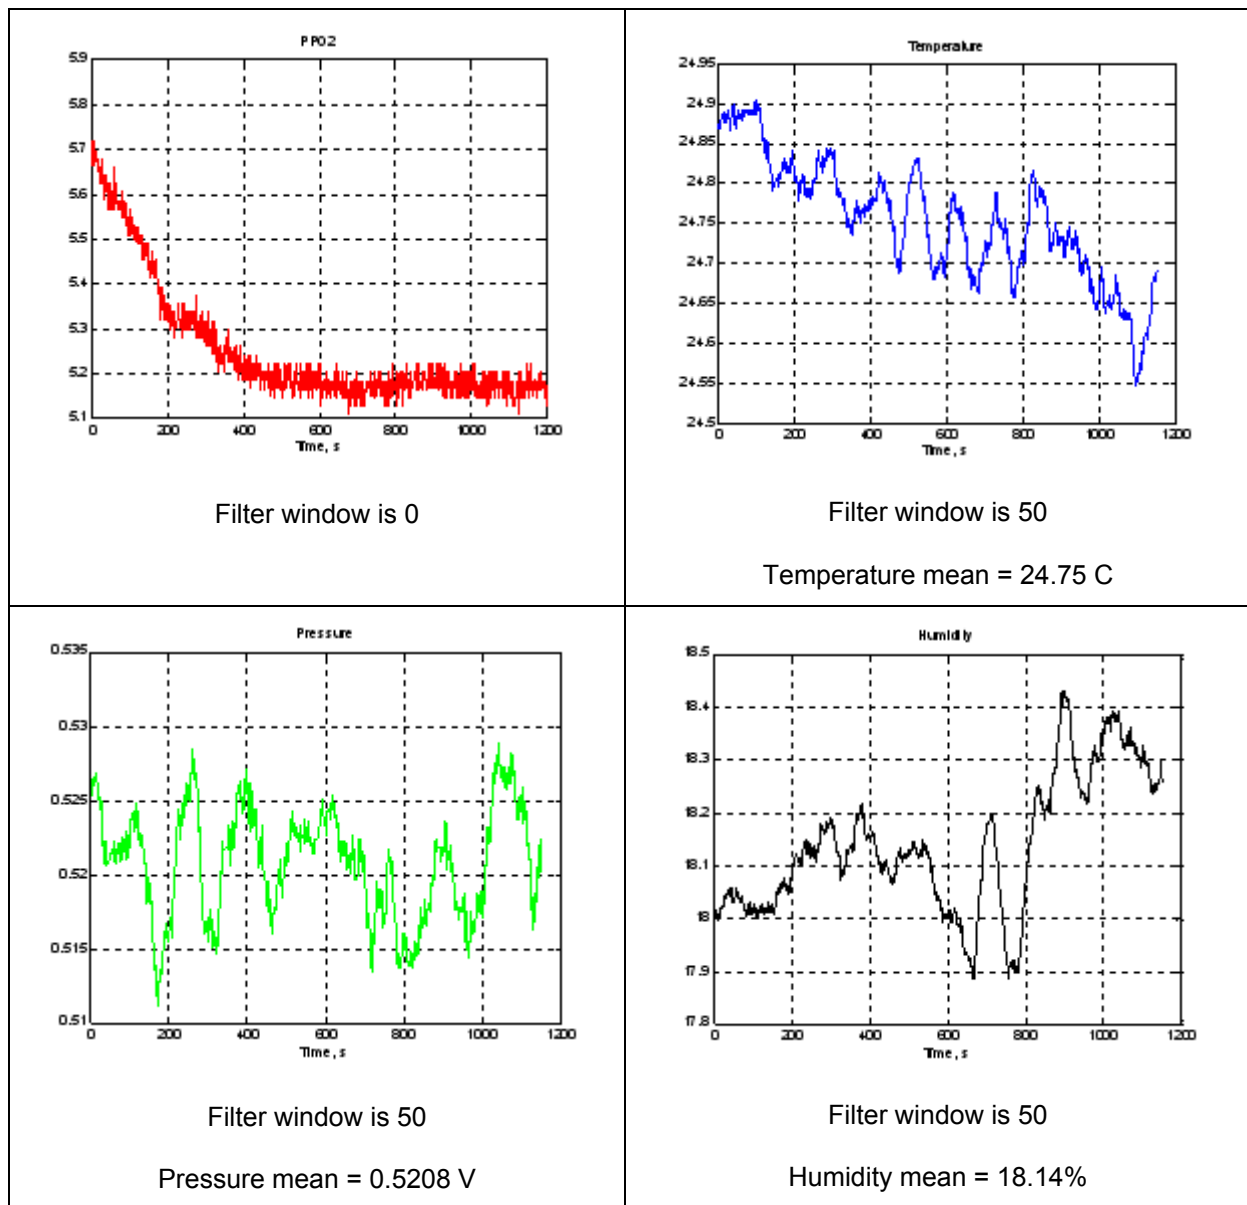 PPO2
5.9
5.8
5.7
5.6
5.5
5.4
5.3
5.2
5.1
0 200 400 600 800 1000 1200
Time, s
Filter window is 0
Temperature
24.95
24.9
24.85
24.8
24.75
24.7
24.65
24.6
24.55
24.5
0 200 400 600 800 1000 1200
Time, s
Filter window is 50
Temperature mean = 24.75 C
Pressure
0.535
0.53
0.525
0.52
0.515
0.51
0 200 400 600 800 1000 1200
Time, s
Filter window is 50
Pressure mean = 0.5208 V
Humidity
18.5
18.4
18.3
18.2
18.1
18
17.9
17.8
0 200 400 600 800 1000 1200
Time, s
Filter window is 50
Humidity mean = 18.14%